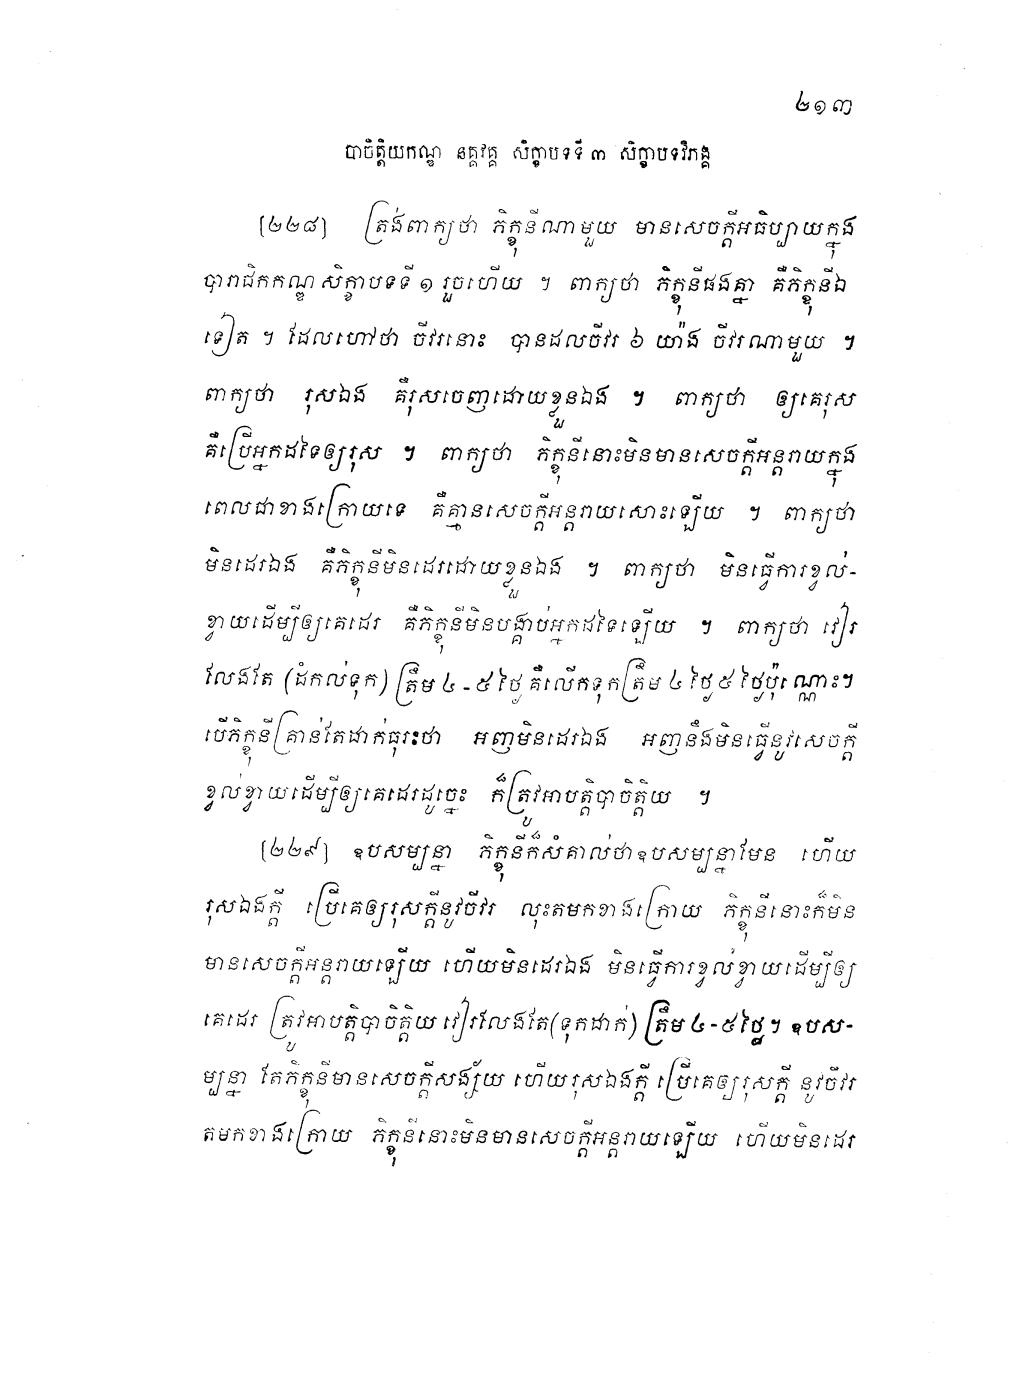 ២១៣
បាចិត្តិយកណ្ឌ នគ្គវគ្គ សិក្ខាបទទី ៣ សិក្ខាបទវិភង្គ
[២២៨] ត្រង់ពាក្យថា ភិក្ខុនីណាមួយ មានសេចក្តីអធិប្បាយក្នុង
បារាជិកកណ្ឌ សិក្ខាបទទី ១ រួចហើយ ។ ពាក្យថា ភិក្ខុនីផងគ្នា គឺភិក្ខុនីឯ
ទៀត ។ ដែលហៅថា ចីវរនោះ បានដល់ចីវរ ៦ យ៉ាង ចីវរណាមួយ ។
ពាក្យថា រុសឯង គឺរុសចេញដោយខ្លួនឯង ។ ពាក្យថា ឲ្យគេរុស
គឺប្រើអ្នកដទៃឲ្យរុស ។ ពាក្យថា ភិក្ខុនីនោះមិនមានសេចក្តីអន្តរាយក្នុង
ពេលជាខាងក្រោយទេ គឺគ្មានសេចក្តីអន្តរាយសោះឡើយ ។ ពាក្យថា
មិនដេរឯង គឺភិក្ខុនីមិនដេរដោយខ្លួនឯង ។ ពាក្យថា មិនធ្វើការខ្វល់-
ខ្វាយដើម្បីឲ្យគេដេរ គឺភិក្ខុនីមិនបង្គាប់អ្នកដទៃឡើយ ។ ពាក្យថា វៀរ
លែងតែ (ដំកល់ទុក) ត្រឹម ៤ - ៥ ថ្ងៃ គឺលើកទុកត្រឹម ៤ ថ្ងៃ ៥ ថ្ងៃប៉ុណ្ណោះ។
បើភិក្ខុនីគ្រាន់តែដាក់ធុរៈថា អញមិនដេរឯង អញនឹងមិនធ្វើនូវសេចក្តី
ខ្វល់ខ្វាយដើម្បីឲ្យគេដេរដូច្នេះ ក៏ត្រូវអាបត្តិបាចិត្តិយ ។
[២២៩] ឧបសម្បន្នា ភិក្ខុនីក៏សំគាល់ថាឧបសម្បន្នាមែន ហើយ
រុសឯងក្តី ប្រើគេឲ្យរុសក្តីនូវចីវរ លុះតមកខាងក្រោយ ភិក្ខុនីនោះក៏មិន
មានសេចក្តីអន្តរាយឡើយ ហើយមិនដេរឯង មិនធ្វើការខ្វល់ខ្វាយដើម្បីឲ្យ
គេដេរ ត្រូវអាបត្តិបាចិត្តិយ វៀរលែងតែ(ទុកដាក់) ត្រឹម ៤ - ៥ ថ្ងៃ។ ឧបស-
ម្បន្នា តែភិក្ខុនីមានសេចក្តីសង្ស័យ ហើយរុសឯងក្តី ប្រើគេឲ្យរុសក្តី នូវចីវរ
តមកខាងក្រោយ ភិក្ខុនីនោះមិនមានសេចក្តីអន្តរាយឡើយ ហើយមិនដេរ